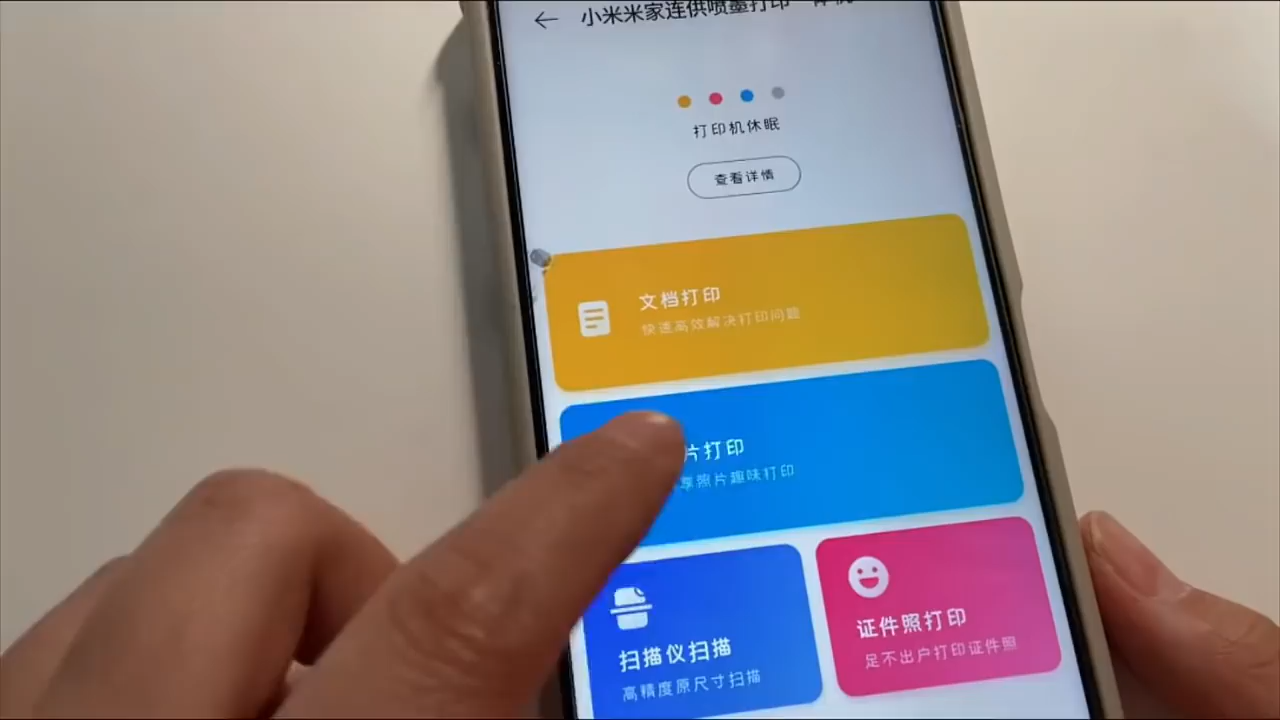 小米米家连供喷墨打印一体机
打印机休眠
查看详情
文档打印
快速高效解决打印问题
片打印
享照片趣味打印
扫描仪扫描
高精度原尺寸扫描
证件照打印
足不出户打印证件照